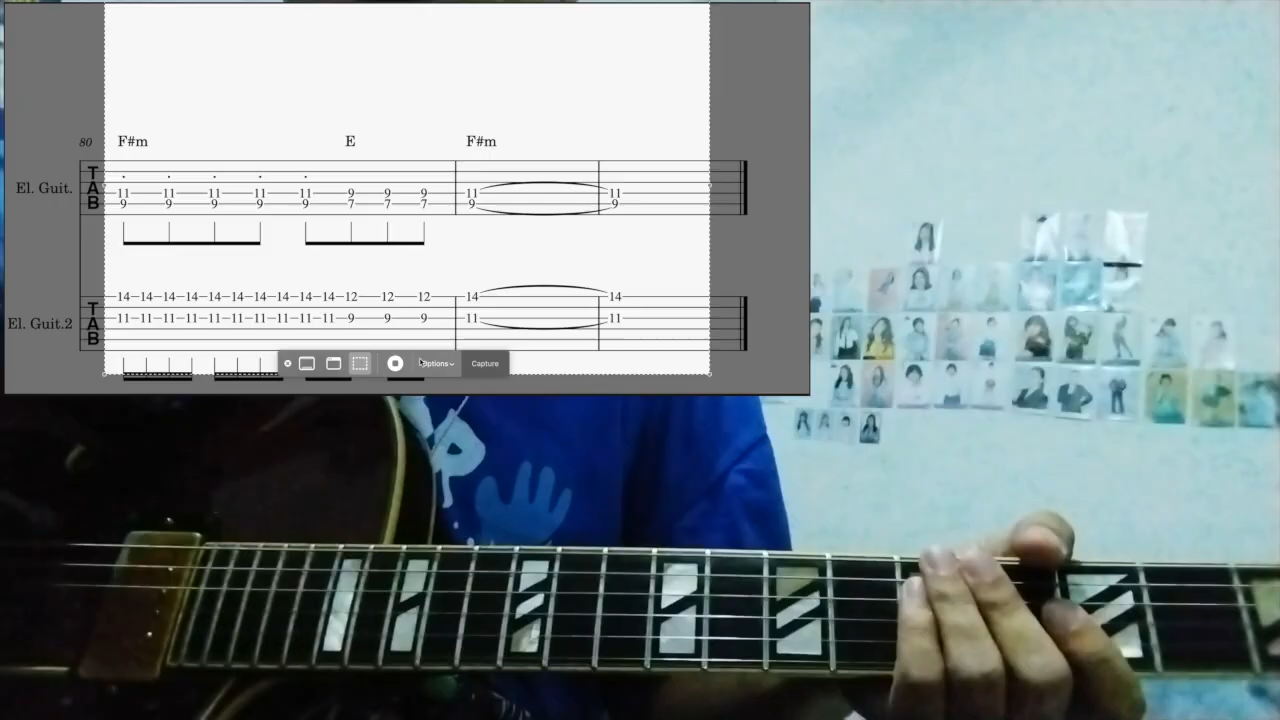 80 F#m E F#m
El. Guit. T A B
11 11 11 11 11 9 9 9 11 11
9 9 9 9 9 7 7 7 9 9
14 14 14 14 14 14 14 14 14 14 12 12 12 14 14
El. Guit.2 T A B
11 11 11 11 11 11 11 11 11 11 9 9 9 11 11
Options Capture
R